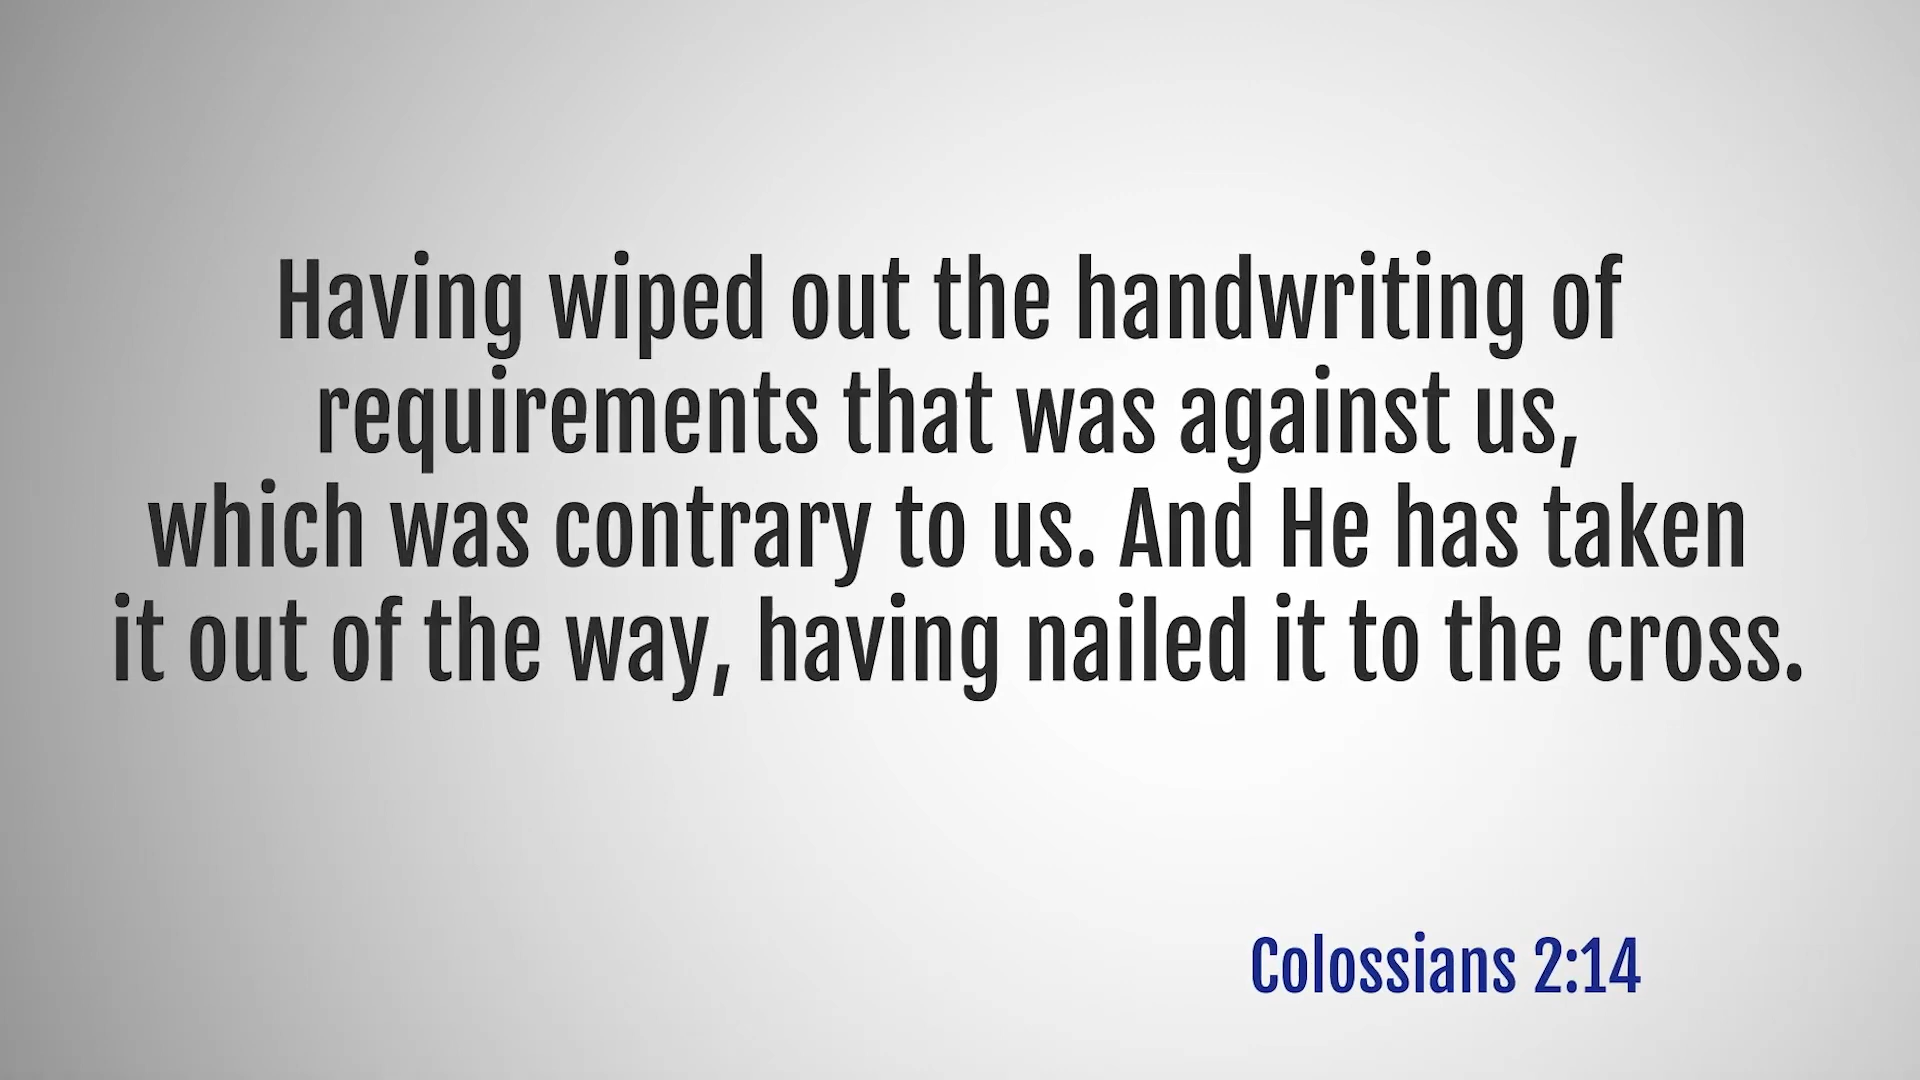 Having wiped out the handwriting of
requirements that was against us,
which was contrary to us. And He has taken
it out of the way, having nailed it to the cross.
Colossians 2:14